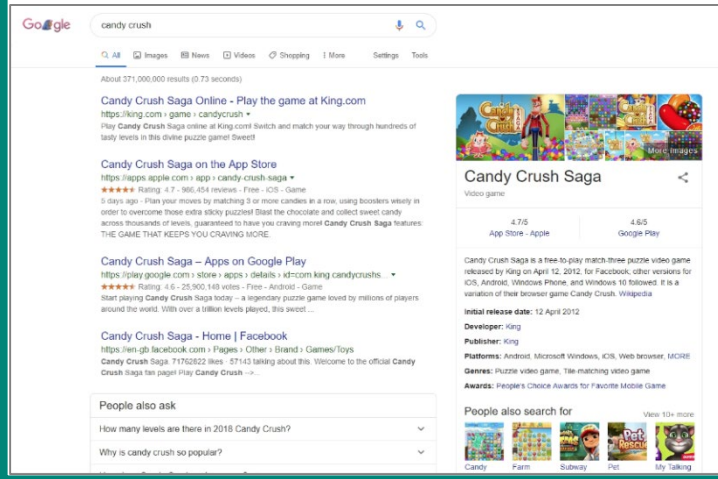 Google
candy crush
All Images News Videos Shopping More Settings Tools
About 371,000,000 results (0.73 seconds)
Candy Crush Saga Online - Play the game at King.com
https://king.com › game › candycrush
Play Candy Crush Saga online at King.com! Switch and match your way through hundreds of
tasty levels in this divine puzzle game! Sweet!
Candy Crush Saga on the App Store
https://apps.apple.com › app › candy-crush-saga
Rating: 4.7 - 986,454 reviews - Free - iOS - Game
5 days ago - Plan your moves by matching 3 or more candies in a row, using boosters wisely in
order to overcome those extra sticky puzzles! Blast the chocolate and collect sweet candy
across thousands of levels, guaranteed to have you craving more! Candy Crush Saga features:
THE GAME THAT KEEPS YOU CRAVING MORE.
Candy Crush Saga – Apps on Google Play
https://play.google.com › store › apps › details › id=com.king.candycrushs...
Rating: 4.6 - 25,900,148 votes - Free - Android - Game
Start playing Candy Crush Saga today – a legendary puzzle game loved by millions of players
around the world. With over a trillion levels played, this sweet ...
Candy Crush Saga - Home | Facebook
https://en-gb.facebook.com › Pages › Other › Brand › Games/Toys
Candy Crush Saga. 71762622 likes · 57143 talking about this. Welcome to the official Candy
Crush Saga fan page! Play Candy Crush -->...
People also ask
How many levels are there in 2018 Candy Crush?
Why is candy crush so popular?
More images
Candy Crush Saga
Video game
4.7/5
App Store - Apple
4.6/5
Google Play
Candy Crush Saga is a free-to-play match-three puzzle video game
released by King on April 12, 2012, for Facebook; other versions for
iOS, Android, Windows Phone, and Windows 10 followed. It is a
variation of their browser game Candy Crush. Wikipedia
Initial release date: 12 April 2012
Developer: King
Publisher: King
Platforms: Android, Microsoft Windows, iOS, Web browser, MORE
Genres: Puzzle video game, Tile-matching video game
Awards: People's Choice Awards for Favorite Mobile Game
People also search for
View 10+ more
Candy Farm Subway Pet My Talking